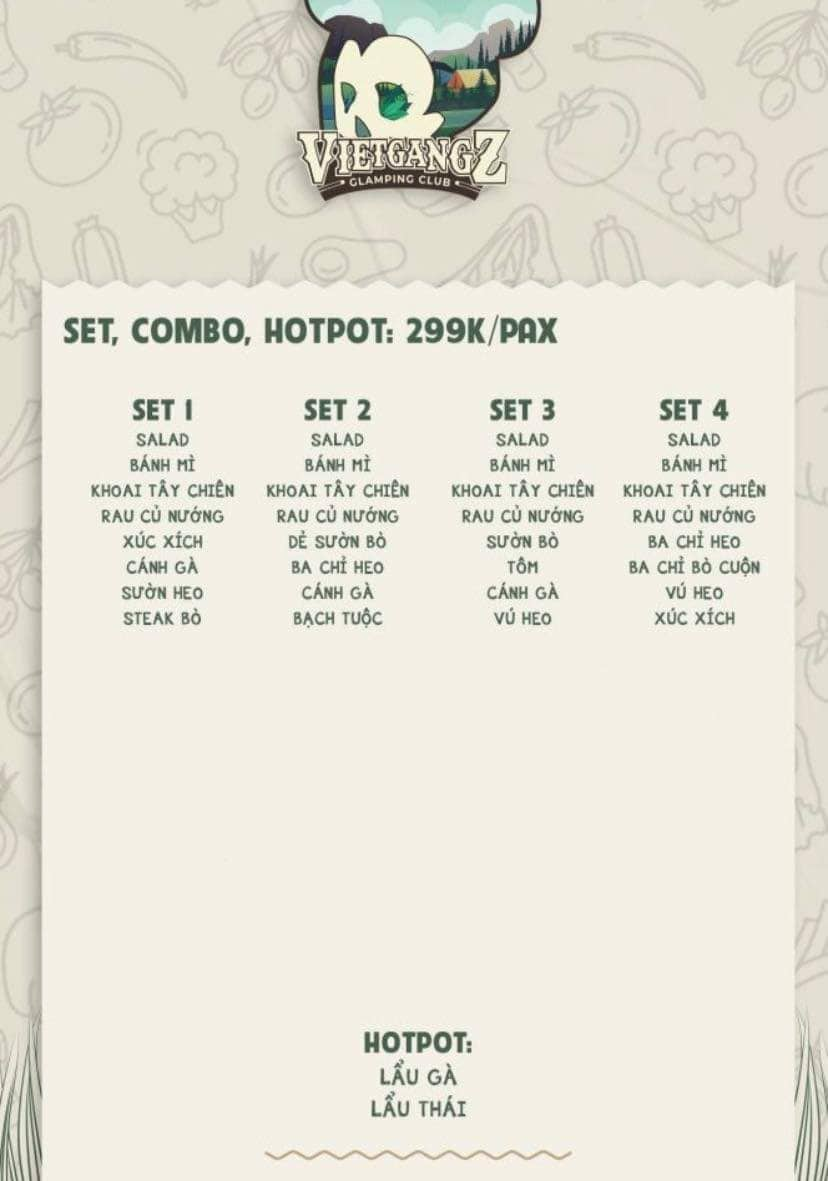 VIETGANGZ
GLAMPING CLUB
SET, COMBO, HOTPOT: 299K/PAX
SET 1
SALAD
BÁNH MÌ
KHOAI TÂY CHIÊN
RAU CỦ NƯỚNG
XÚC XÍCH
CÁNH GÀ
SƯỜN HEO
STEAK BÒ
SET 2
SALAD
BÁNH MÌ
KHOAI TÂY CHIÊN
RAU CỦ NƯỚNG
DẺ SƯỜN BÒ
BA CHỈ HEO
CÁNH GÀ
BẠCH TUỘC
SET 3
SALAD
BÁNH MÌ
KHOAI TÂY CHIÊN
RAU CỦ NƯỚNG
SƯỜN BÒ
TÔM
CÁNH GÀ
VÚ HEO
SET 4
SALAD
BÁNH MÌ
KHOAI TÂY CHIÊN
RAU CỦ NƯỚNG
BA CHỈ HEO
BA CHỈ BÒ CUỘN
VÚ HEO
XÚC XÍCH
HOTPOT:
LẨU GÀ
LẨU THÁI